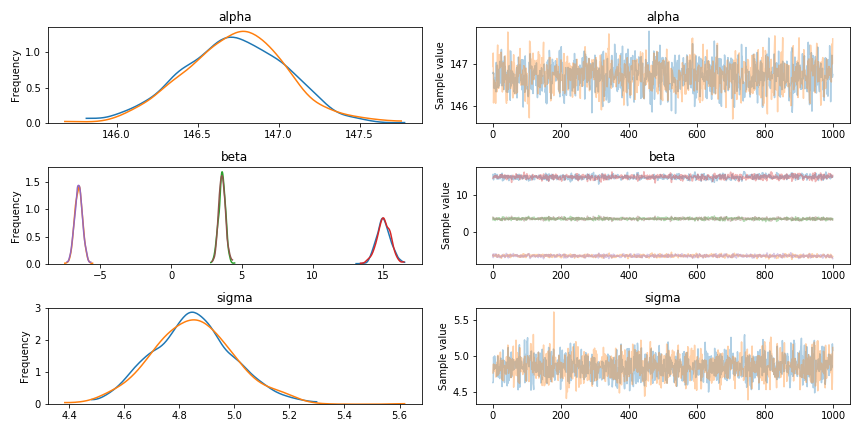 alpha
Frequency
1.0
0.5
0.0
146.0 146.5 147.0 147.5
alpha
Sample value
147
146
0 200 400 600 800 1000
beta
Frequency
1.5
1.0
0.5
0.0
−5 0 5 10 15
beta
Sample value
10
0
0 200 400 600 800 1000
sigma
Frequency
3
2
1
0
4.4 4.6 4.8 5.0 5.2 5.4 5.6
sigma
Sample value
5.5
5.0
4.5
0 200 400 600 800 1000